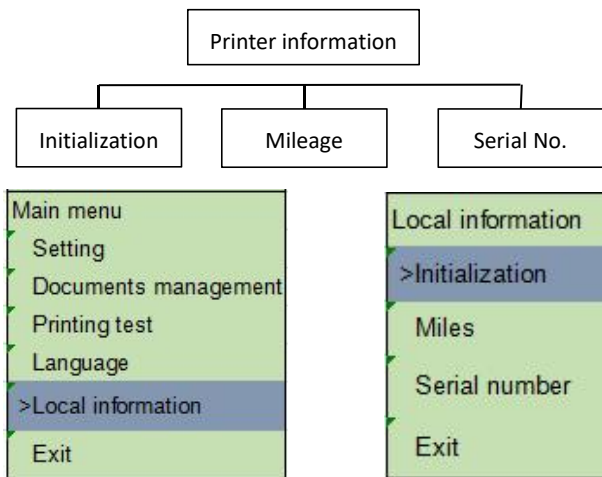 Printer information
Initialization
Mileage
Serial No.
Main menu
Setting
Documents management
Printing test
Language
>Local information
Exit
Local information
>Initialization
Miles
Serial number
Exit